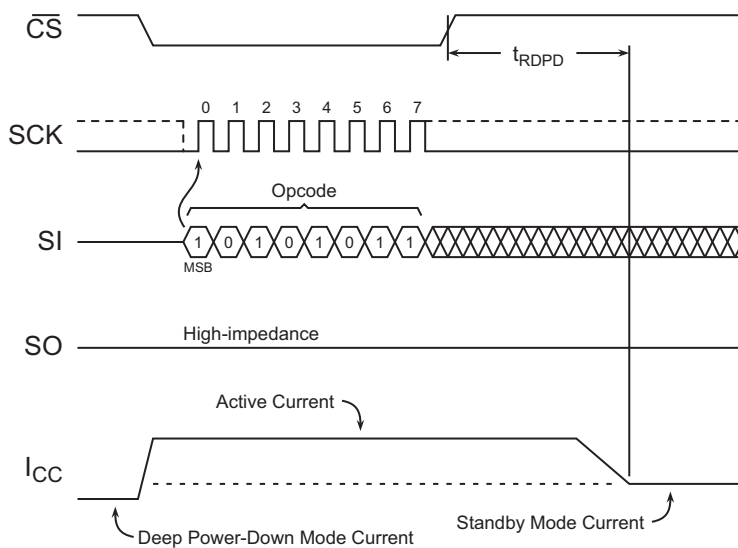 CS
tRDPD
0 1 2 3 4 5 6 7
SCK
Opcode
SI
1 0 1 0 1 0 1 1
MSB
High-impedance
SO
Active Current
ICC
Standby Mode Current
Deep Power-Down Mode Current